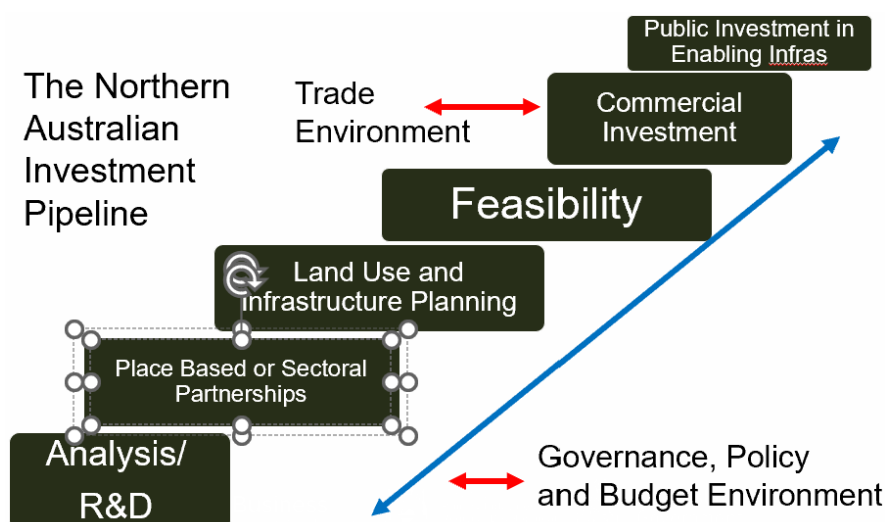 Public Investment in
Enabling Infras
The Northern
Australian
Investment
Pipeline
Trade
Environment
Commercial
Investment
Feasibility
Land Use and
Infrastructure Planning
Place Based or Sectoral
Partnerships
Analysis/
R&D
Governance, Policy
and Budget Environment